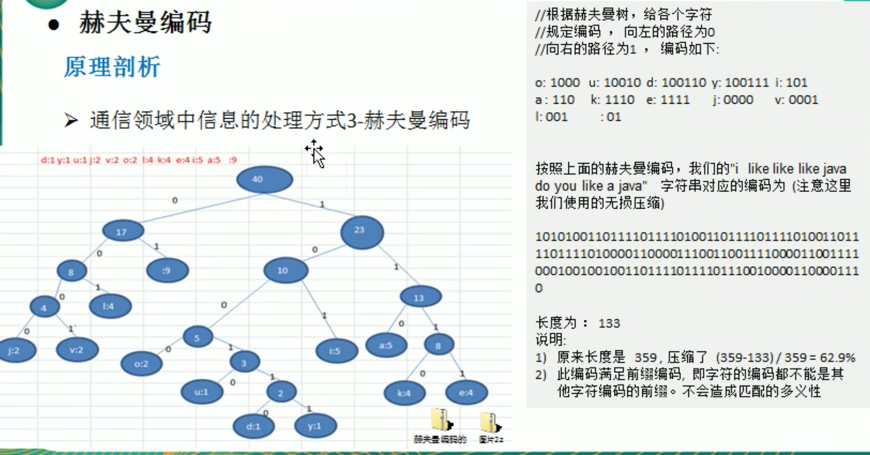 赫夫曼编码
原理剖析
通信领域中信息的处理方式3-赫夫曼编码
d:1 y:1 u:1 j:2 v:2 o:2 l:4 k:4 e:4 i:5 a:5 :9
40
0
1
17
23
0
1
0
1
8
:9
10
13
0
1
0
1
0
1
4
l:4
5
i:5
a:5
8
0
1
0
1
0
1
j:2
v:2
o:2
3
k:4
e:4
0
1
u:1
2
0
1
d:1
y:1
赫夫曼编码的
//根据赫夫曼树，给各个字符
//规定编码 ， 向左的路径为0
//向右的路径为1 ， 编码如下:
o: 1000 u: 10010 d: 100110 y: 100111 i: 101
a : 110 k: 1110 e: 1111 j: 0000 v: 0001
l: 001 : 01
按照上面的赫夫曼编码，我们的"i like like like java
do you like a java" 字符串对应的编码为 (注意这里
我们使用的无损压缩)
1010100110111101111010011011110111101001101111
0111101000011000011100110011110000110011110001
001001001101111011110111001000011000011100
长度为 ： 133
说明:
1) 原来长度是 359 , 压缩了 (359-133) / 359 = 62.9%
2) 此编码满足前缀编码, 即字符的编码都不能是其
他字符编码的前缀。不会造成匹配的多义性